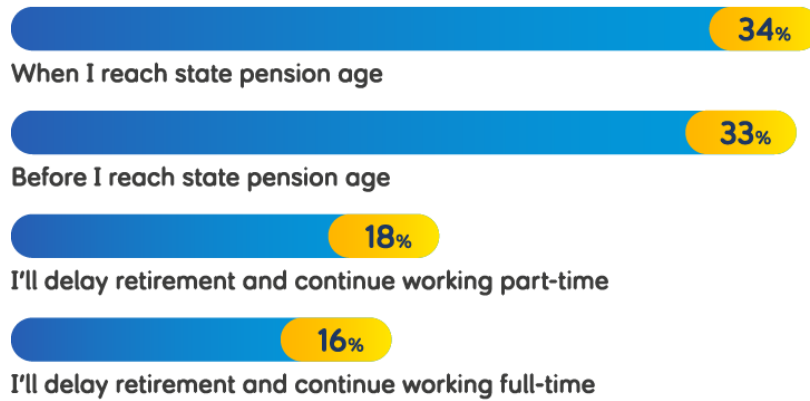 34%
When I reach state pension age
33%
Before I reach state pension age
18%
I'll delay retirement and continue working part-time
16%
I'll delay retirement and continue working full-time